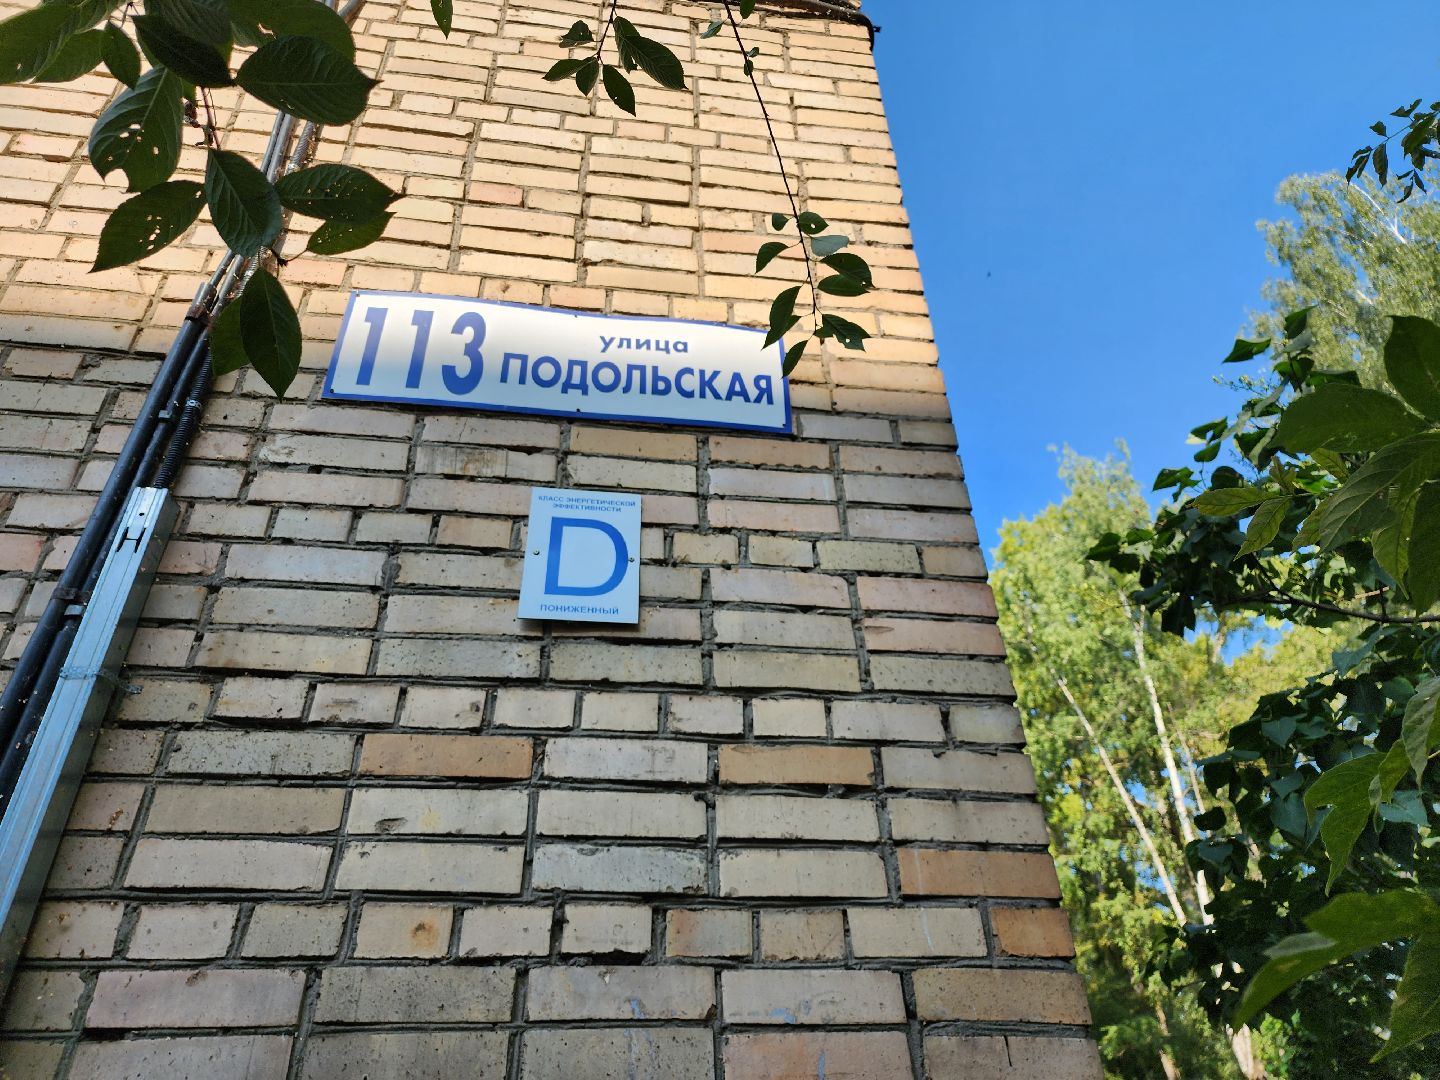 113
улица
ПОДОЛЬСКАЯ
КЛАСС ЭНЕРГЕТИЧЕСКОЙ
ЭФФЕКТИВНОСТИ
D
ПОНИЖЕННЫЙ